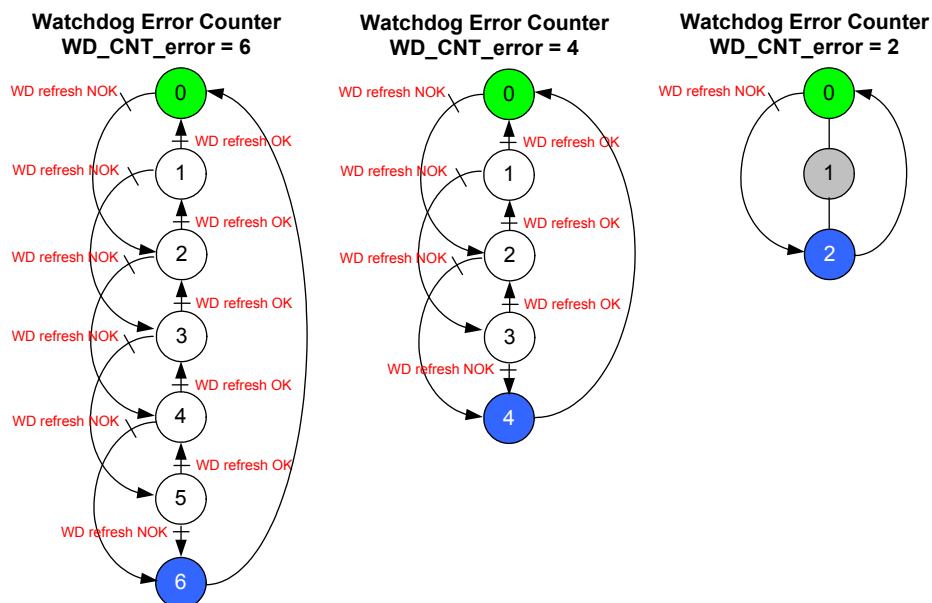 Watchdog Error Counter
WD_CNT_error = 6
WD refresh NOK
0
WD refresh OK
WD refresh NOK
1
WD refresh OK
WD refresh NOK
2
WD refresh OK
WD refresh NOK
3
WD refresh OK
WD refresh NOK
4
WD refresh OK
5
WD refresh NOK
6
Watchdog Error Counter
WD_CNT_error = 4
WD refresh NOK
0
WD refresh OK
WD refresh NOK
1
WD refresh OK
WD refresh NOK
2
WD refresh OK
3
WD refresh NOK
4
Watchdog Error Counter
WD_CNT_error = 2
WD refresh NOK
0
1
2